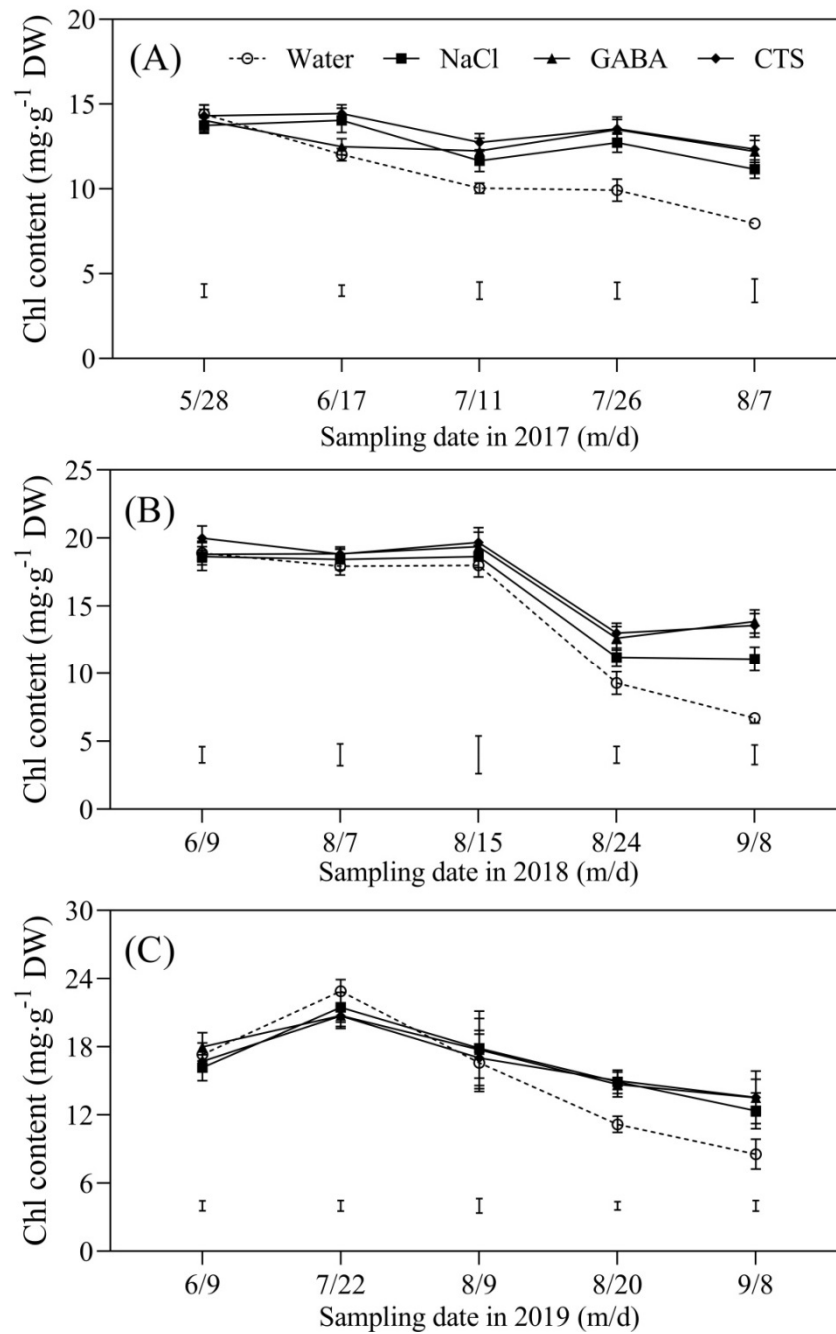 20
(A) Water NaCl GABA CTS
15
10
5
0
Chl content (mg·g⁻¹ DW)
5/28 6/17 7/11 7/26 8/7
Sampling date in 2017 (m/d)
25
(B)
20
15
10
5
0
Chl content (mg·g⁻¹ DW)
6/9 8/7 8/15 8/24 9/8
Sampling date in 2018 (m/d)
30
(C)
24
18
12
6
0
Chl content (mg·g⁻¹ DW)
6/9 7/22 8/9 8/20 9/8
Sampling date in 2019 (m/d)